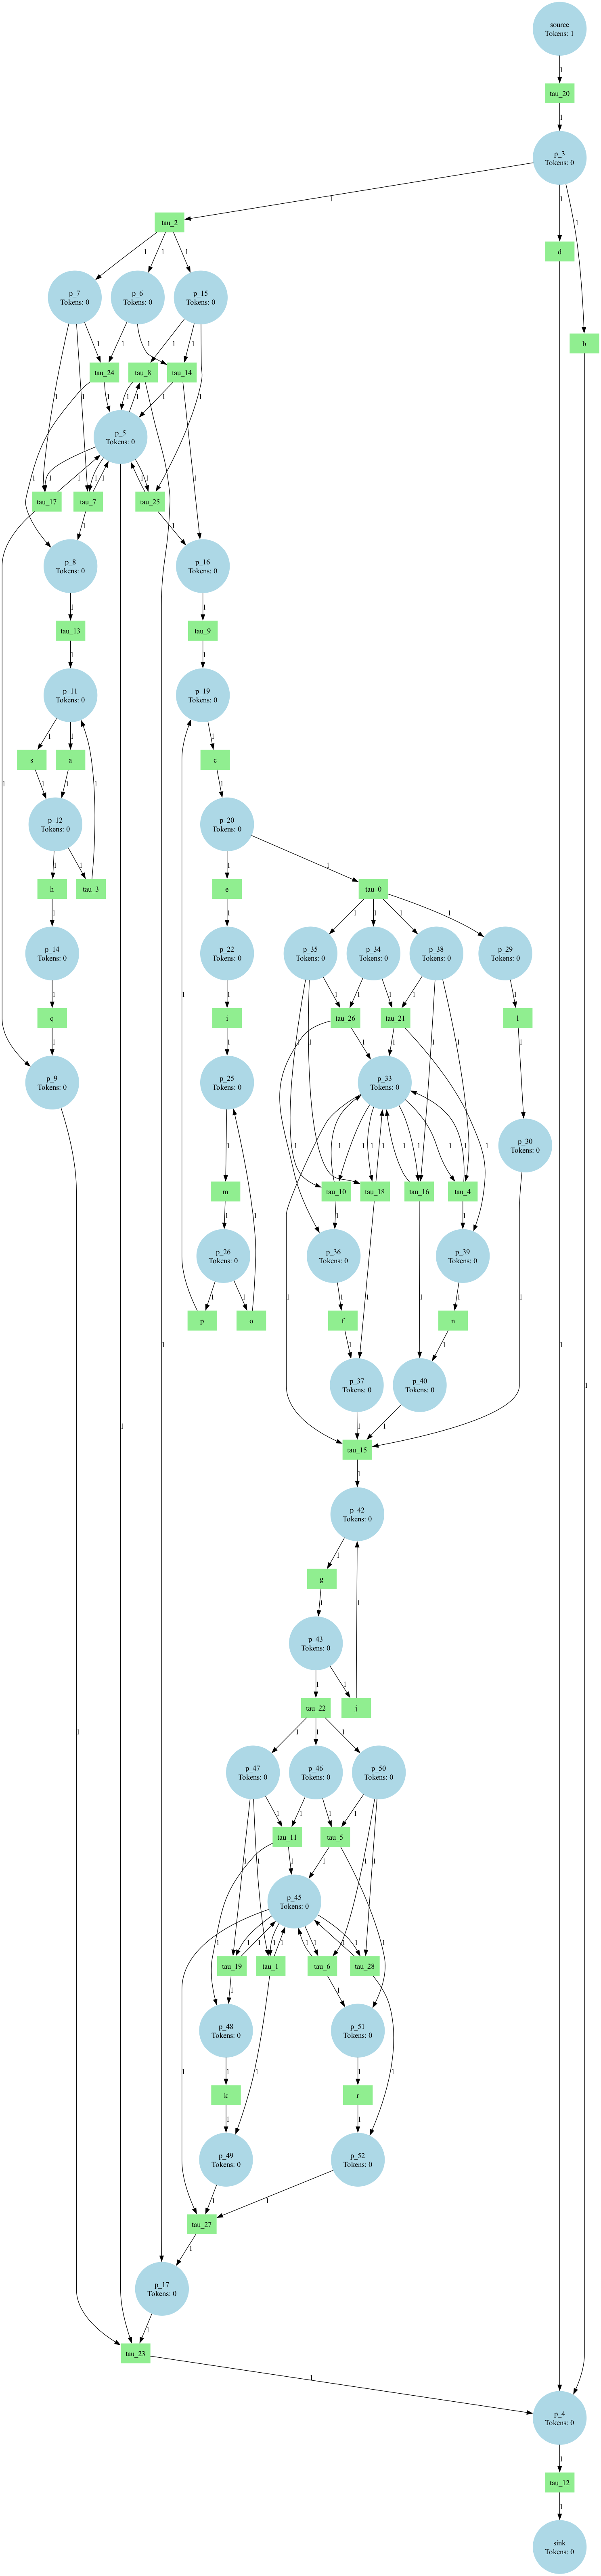 source
Tokens: 1
1
tau_20
1
p_3
Tokens: 0
1
1
1
tau_2
d
b
1
1
1
p_7
Tokens: 0
p_6
Tokens: 0
p_15
Tokens: 0
1
1
1
1
1
tau_24
tau_8
tau_14
1
1
1
1
1
1
1
1
p_5
Tokens: 0
1
1
1
1
1
1
tau_17
tau_7
tau_25
1
1
1
p_8
Tokens: 0
p_16
Tokens: 0
1
1
tau_13
tau_9
1
1
p_11
Tokens: 0
p_19
Tokens: 0
1
1
1
s
a
c
1
1
1
1
1
p_12
Tokens: 0
p_20
Tokens: 0
1
1
1
1
h
tau_3
e
tau_0
1
1
1
1
1
1
p_14
Tokens: 0
p_22
Tokens: 0
p_35
Tokens: 0
p_34
Tokens: 0
p_38
Tokens: 0
p_29
Tokens: 0
1
1
1
1
1
1
1
q
i
tau_26
tau_21
l
1
1
1
1
1
1
1
1
1
1
p_9
Tokens: 0
p_25
Tokens: 0
p_33
Tokens: 0
p_30
Tokens: 0
1
1
1
1
1
1
1
1
1
m
tau_10
tau_18
tau_16
tau_4
1
1
1
p_26
Tokens: 0
p_36
Tokens: 0
p_39
Tokens: 0
1
1
1
1
1
1
p
o
f
n
1
1
1
1
p_37
Tokens: 0
p_40
Tokens: 0
1
1
1
tau_15
1
p_42
Tokens: 0
1
1
g
1
p_43
Tokens: 0
1
1
tau_22
j
1
1
1
p_47
Tokens: 0
p_46
Tokens: 0
p_50
Tokens: 0
1
1
1
1
tau_11
tau_5
1
1
1
1
1
1
p_45
Tokens: 0
1
1
1
1
1
1
1
1
1
tau_19
tau_1
tau_6
tau_28
1
1
p_48
Tokens: 0
p_51
Tokens: 0
1
1
1
1
1
k
r
1
1
p_49
Tokens: 0
p_52
Tokens: 0
1
1
tau_27
1
p_17
Tokens: 0
1
tau_23
1
p_4
Tokens: 0
1
tau_12
1
sink
Tokens: 0